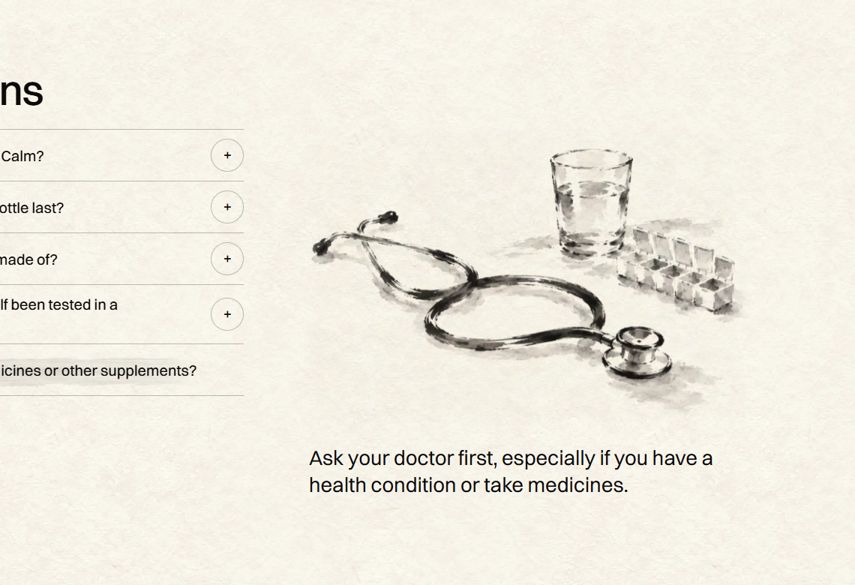 ns
Calm?
ottle last?
made of?
lf been tested in a
icines or other supplements?
Ask your doctor first, especially if you have a
health condition or take medicines.